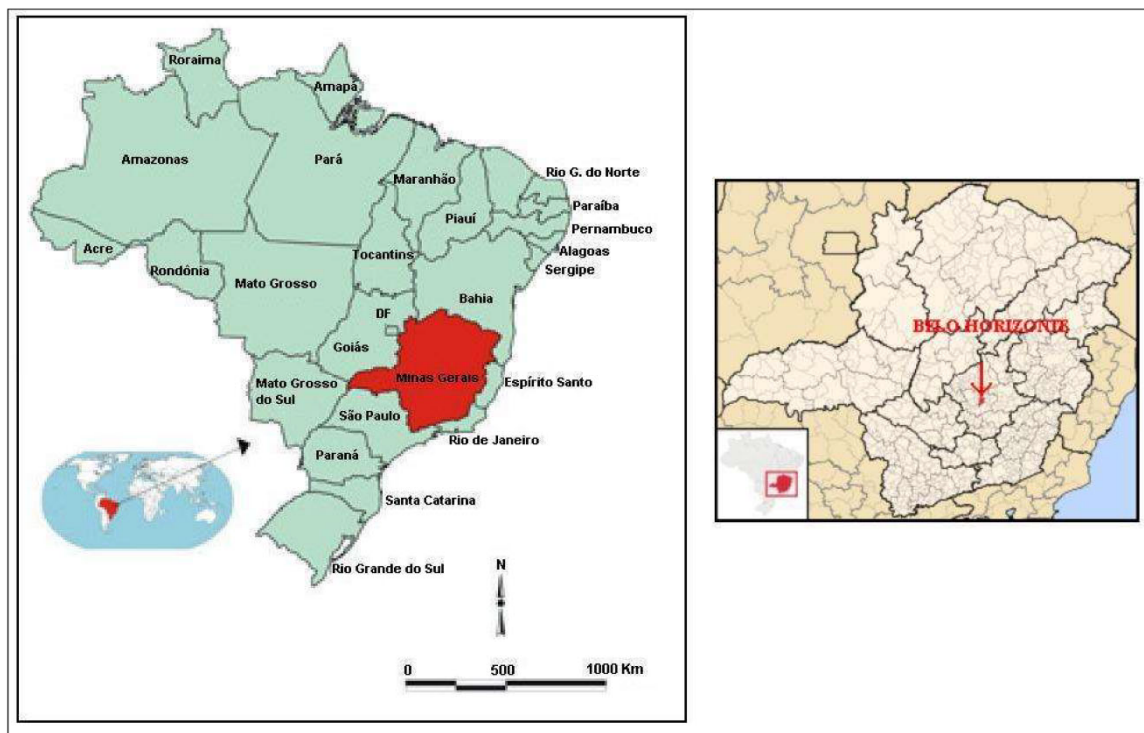 Roraima
Amapá
Amazonas
Pará
Maranhão
Rio G. do Norte
Piauí
Paraíba
Pernambuco
Acre
Rondónia
Tocantins
Alagoas
Sergipe
Mato Grosso
Bahia
DF
Goiás
Minas Gerais
Mato Grosso
do Sul
Espírito Santo
São Paulo
Rio de Janeiro
Paraná
Santa Catarina
Rio Grande do Sul
N
0 500 1000 Km
BELO HORIZONTE